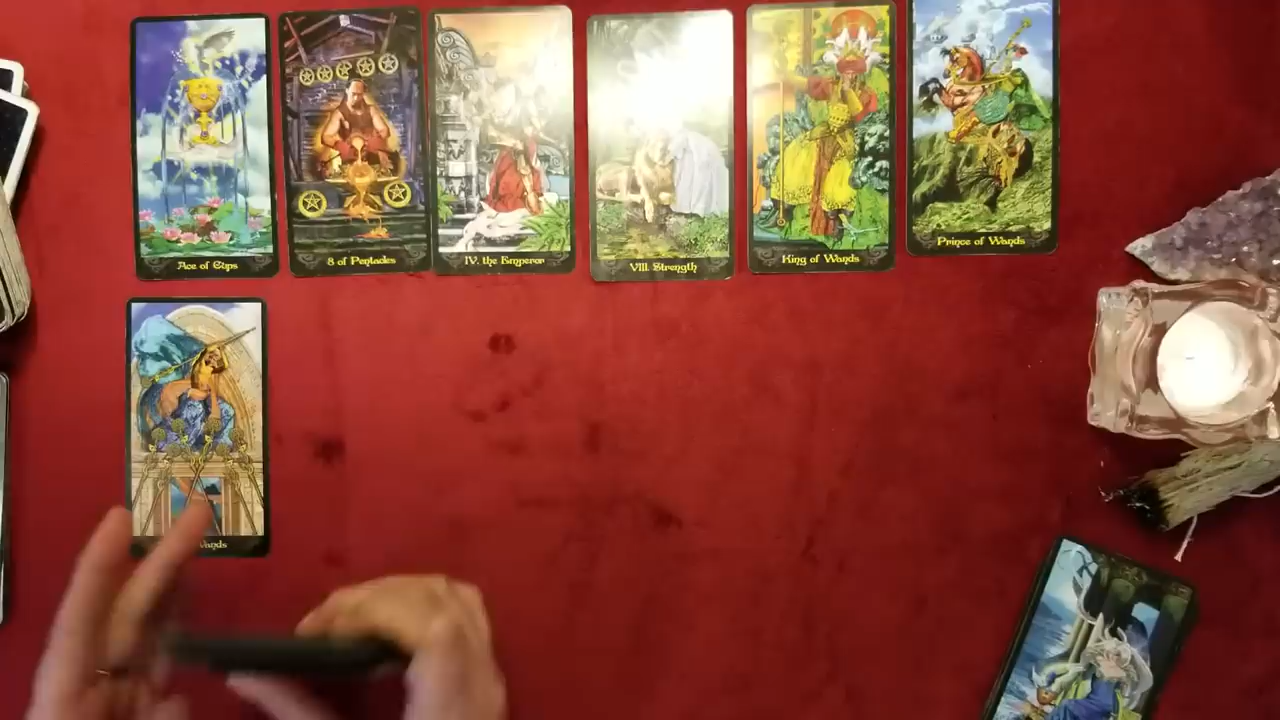 Ace of Cups
8 of Pentacles
IV. the Emperor
VIII. Strength
King of Wands
Prince of Wands
Wands